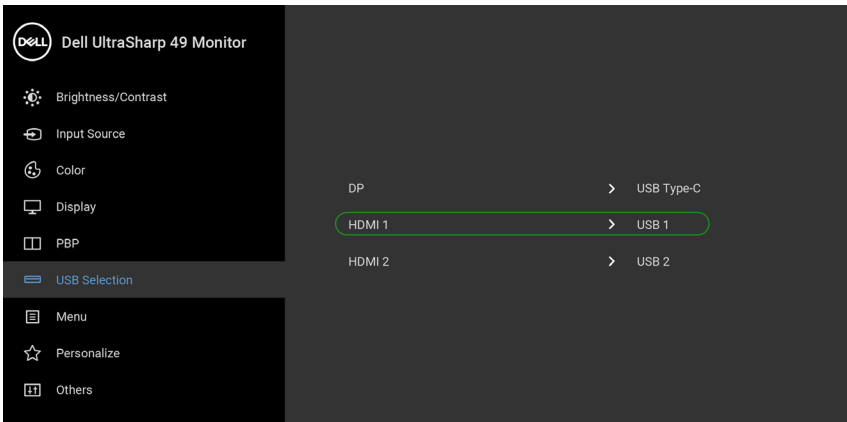 DELL Dell UltraSharp 49 Monitor
Brightness/Contrast
Input Source
Color
Display
PBP
USB Selection
Menu
Personalize
Others
DP USB Type-C
HDMI 1 USB 1
HDMI 2 USB 2